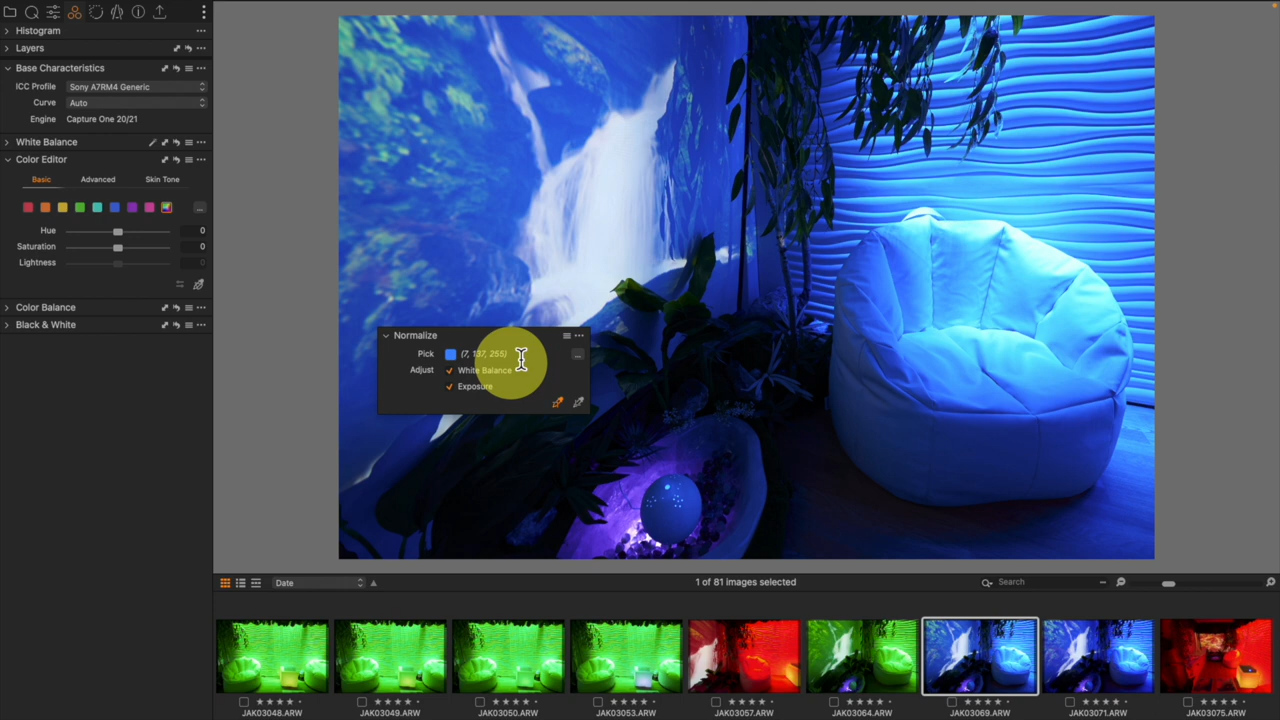 Histogram
Layers
Base Characteristics
ICC Profile Sony A7RM4 Generic
Curve Auto
Engine Capture One 20/21
White Balance
Color Editor
Basic Advanced Skin Tone
Hue 0
Saturation 0
Lightness 0
Color Balance
Black & White
Normalize
Pick (7, 137, 255)
Adjust White Balance
Exposure
Date 1 of 81 images selected Search
JAK03048.ARW JAK03049.ARW JAK03050.ARW JAK03053.ARW JAK03057.ARW JAK03064.ARW JAK03069.ARW JAK03071.ARW JAK03075.ARW